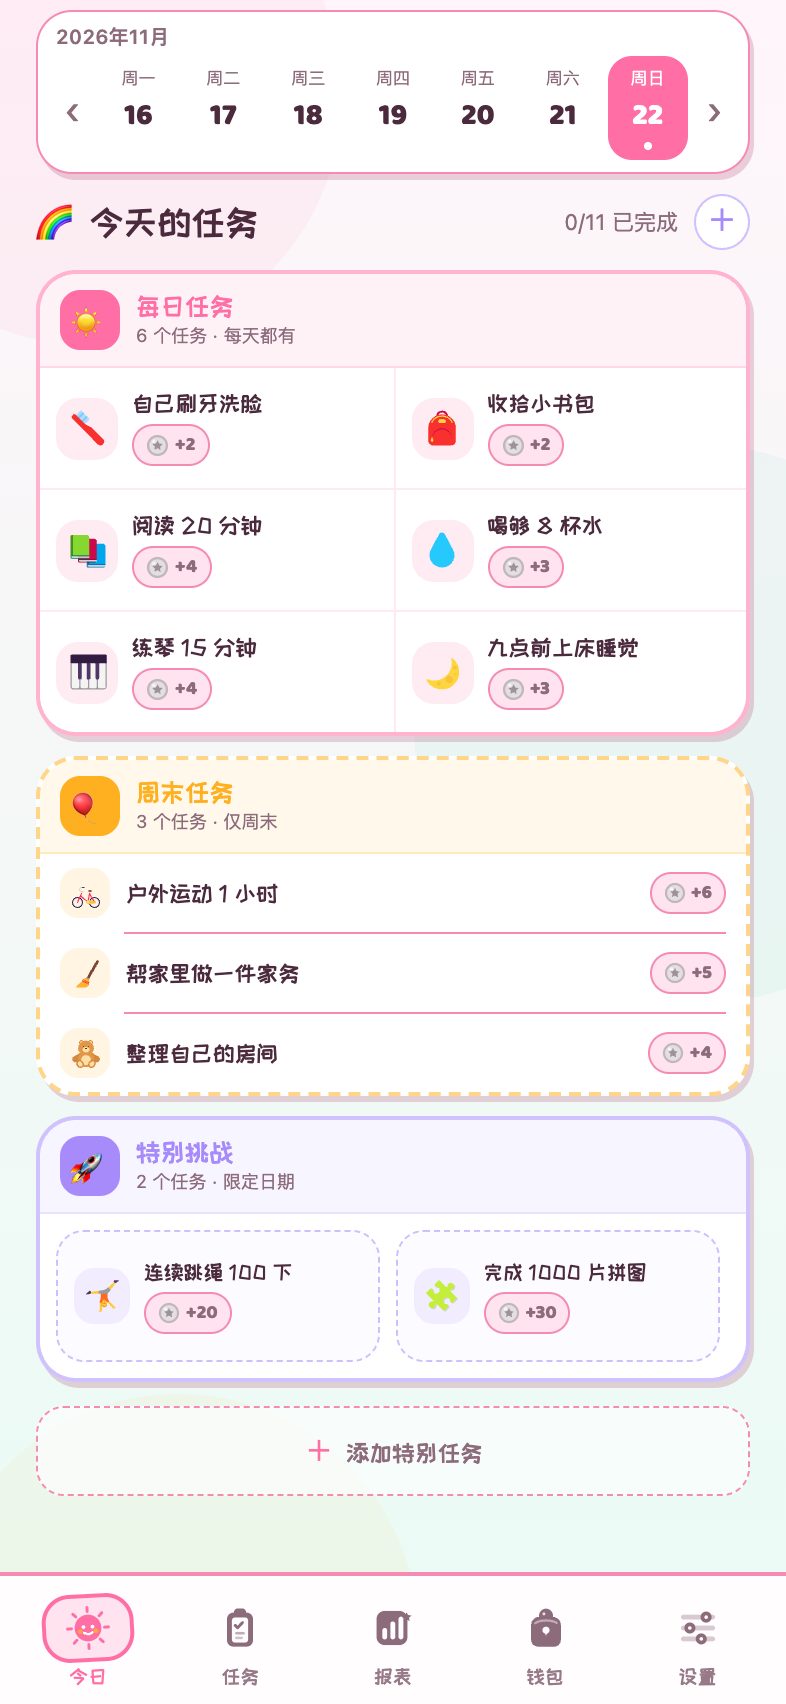 2026年11月
周一 周二 周三 周四 周五 周六 周日
16 17 18 19 20 21 22
今天的任务 0/11 已完成
每日任务
6 个任务 · 每天都有
自己刷牙洗脸 收拾小书包
+2 +2
阅读 20 分钟 喝够 8 杯水
+4 +3
练琴 15 分钟 九点前上床睡觉
+4 +3
周末任务
3 个任务 · 仅周末
户外运动 1 小时 +6
帮家里做一件家务 +5
整理自己的房间 +4
特别挑战
2 个任务 · 限定日期
连续跳绳 100 下 完成 1000 片拼图
+20 +30
+ 添加特别任务
今日 任务 报表 钱包 设置